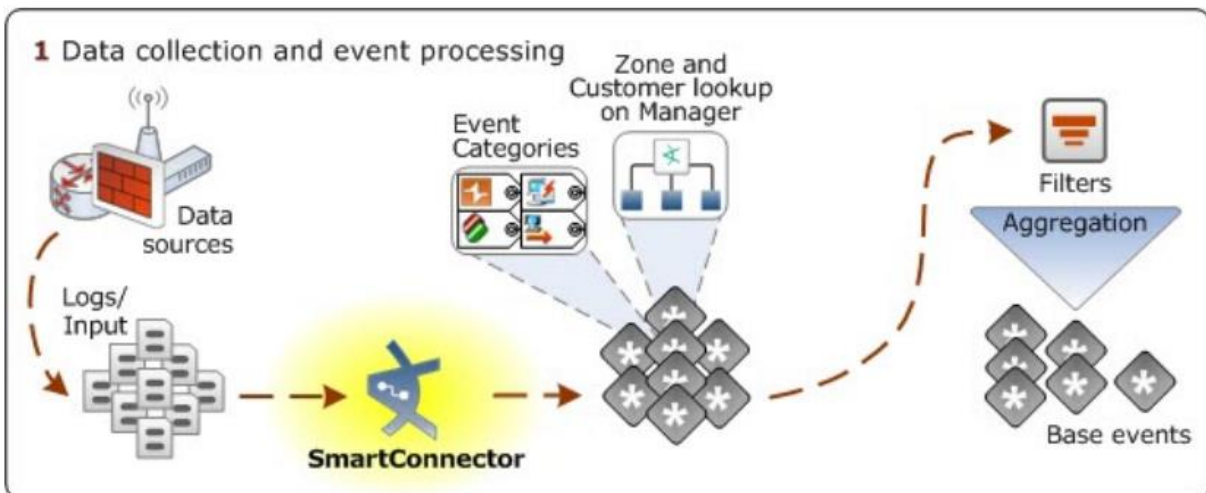 1 Data collection and event processing
Data
sources
Logs/
Input
SmartConnector
Event
Categories
Zone and
Customer lookup
on Manager
Filters
Aggregation
Base events